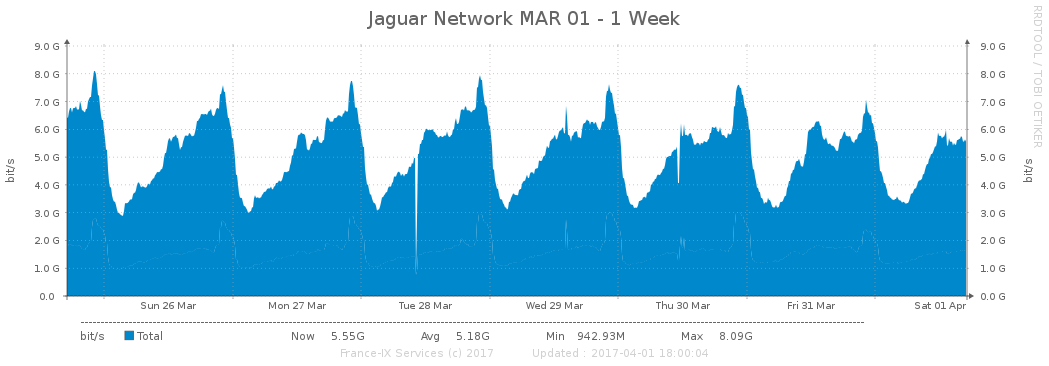 Jaguar Network MAR 01 - 1 Week
RRDTOOL / TOBI OETIKER
9.0 G 9.0 G
8.0 G 8.0 G
7.0 G 7.0 G
6.0 G 6.0 G
5.0 G 5.0 G
4.0 G 4.0 G
3.0 G 3.0 G
2.0 G 2.0 G
1.0 G 1.0 G
0.0 0.0 G
bit/s bit/s
Sun 26 Mar Mon 27 Mar Tue 28 Mar Wed 29 Mar Thu 30 Mar Fri 31 Mar Sat 01 Apr
bit/s Total Now 5.55G Avg 5.18G Min 942.93M Max 8.09G
France-IX Services (c) 2017 Updated : 2017-04-01 18:00:04